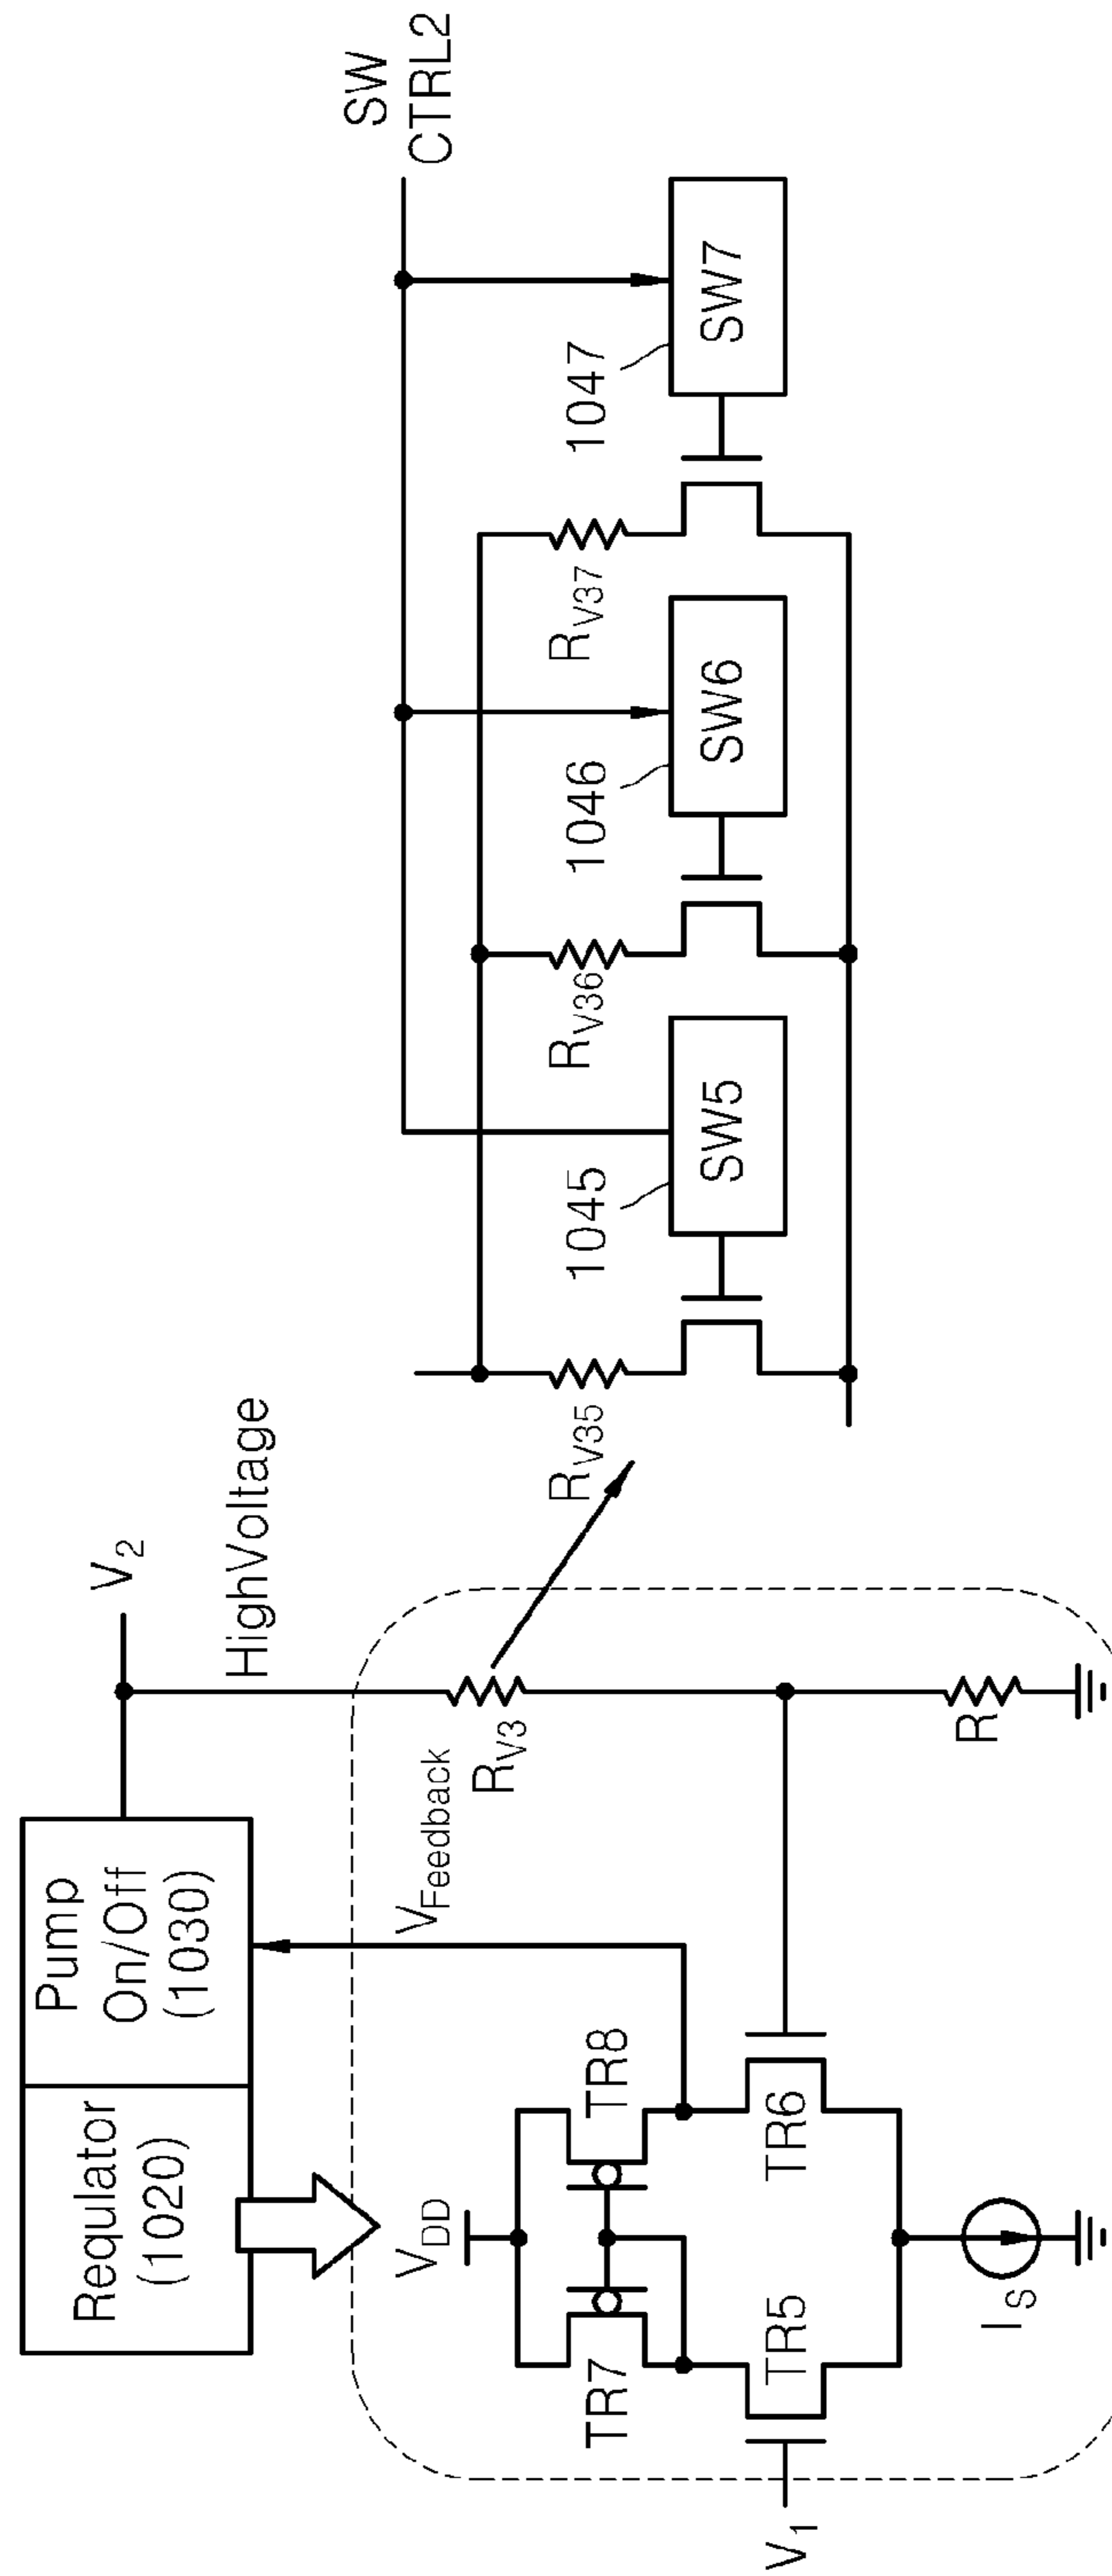 Requlator
(1020)
Pump
On/Off
(1030)
V2
HighVoltage
SW
CTRL2
VDD
VFeedback
TR7
TR8
RV3
RV35
1045
SW5
RV36
1046
SW6
RV37
1047
SW7
V1
TR5
TR6
IS
R